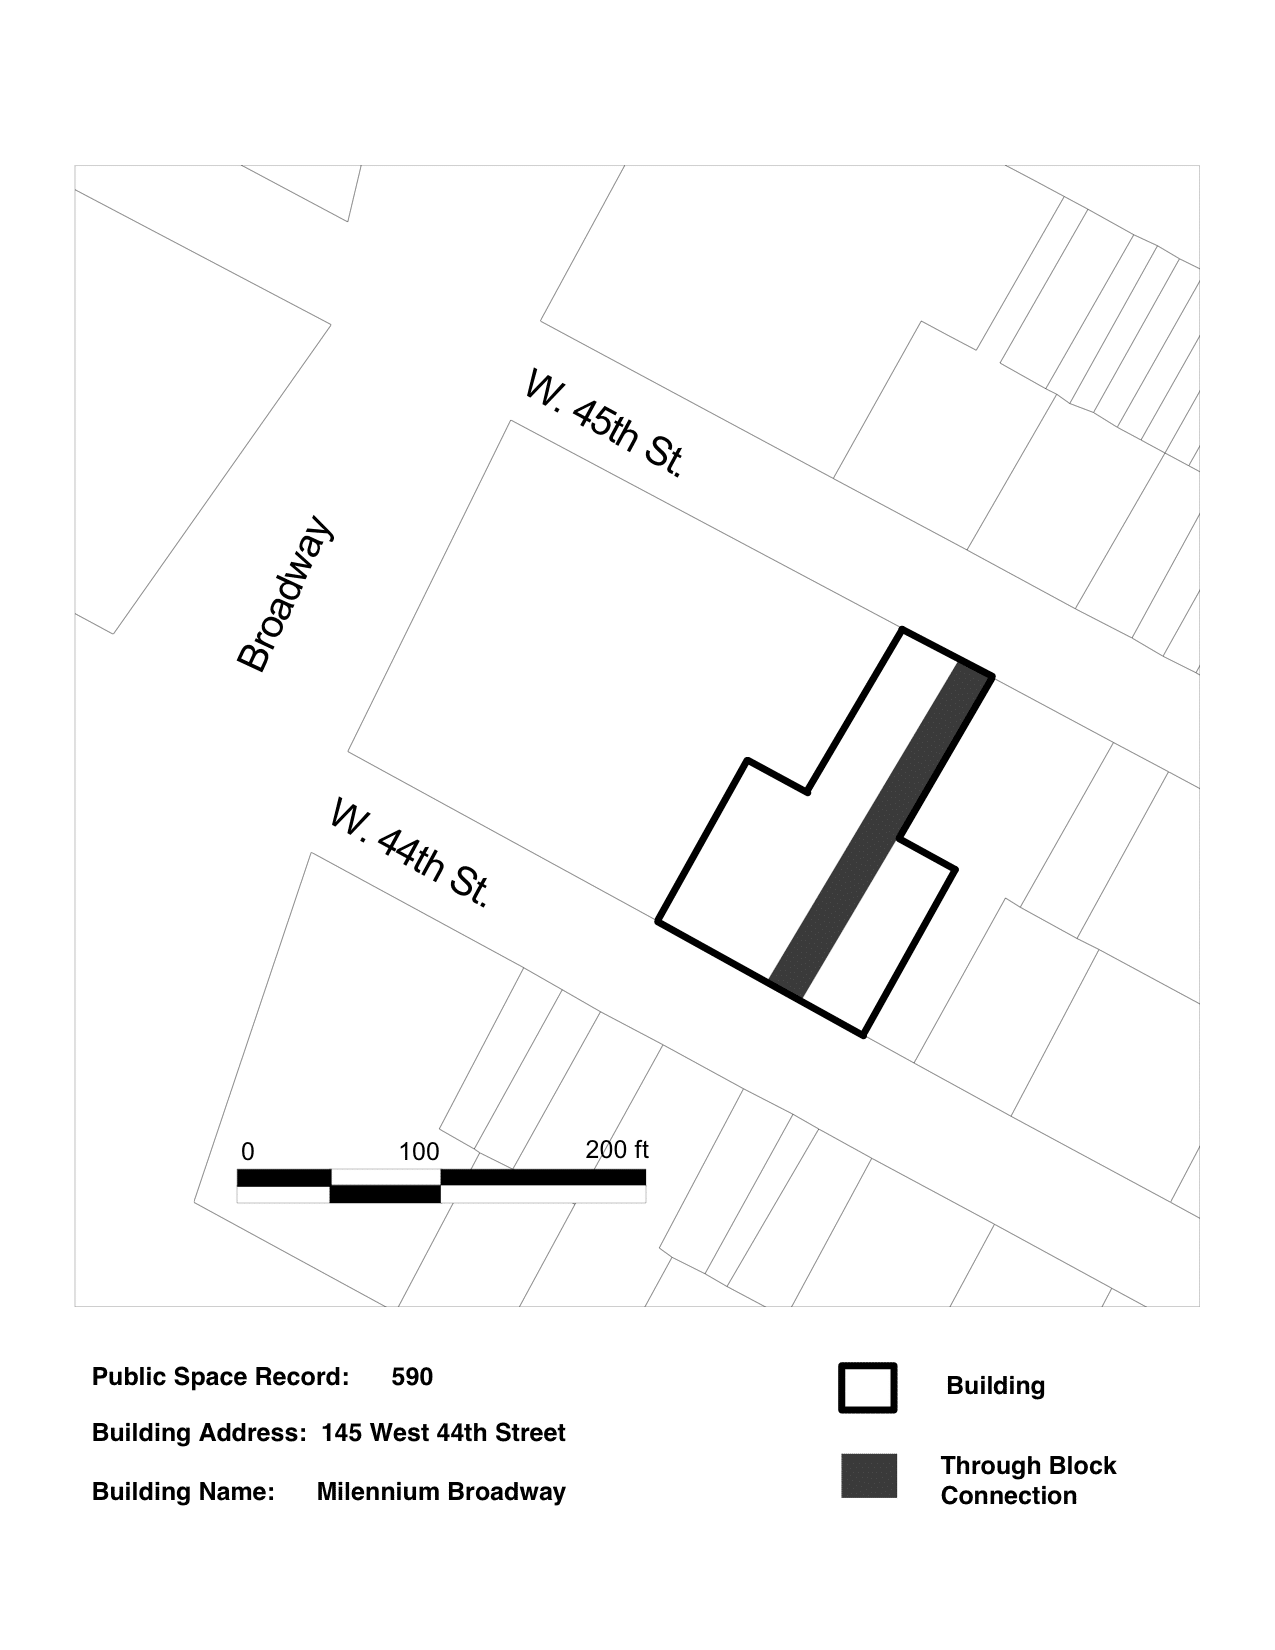 W. 45th St.
Broadway
W. 44th St.
0 100 200 ft
Public Space Record: 590
Building Address: 145 West 44th Street
Building Name: Milennium Broadway
Building
Through Block
Connection